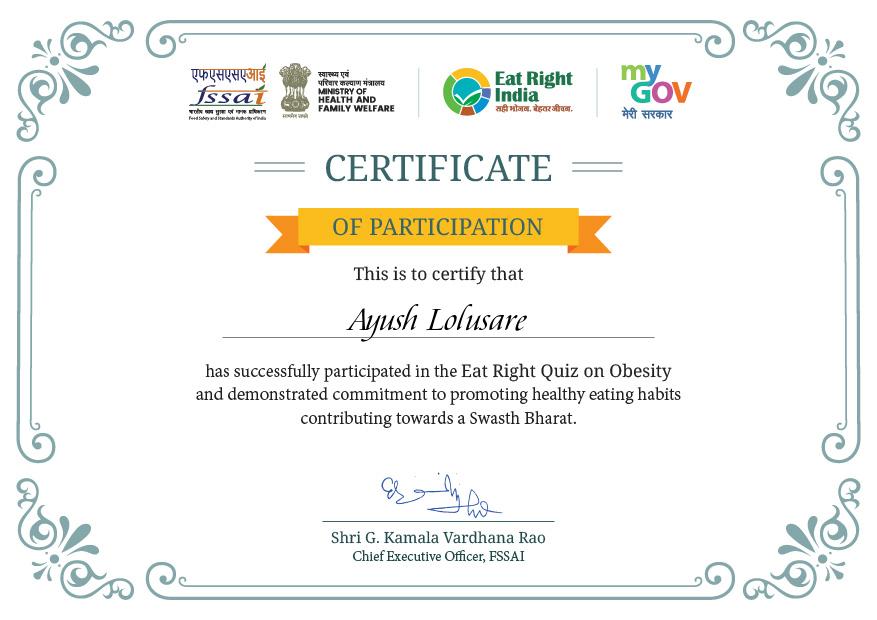 एफएसएसएआई
fssai
भारतीय खाद्य सुरक्षा एवं मानक प्राधिकरण
Food Safety and Standards Authority of India
सत्यमेव जयते
स्वास्थ्य एवं
परिवार कल्याण मंत्रालय
MINISTRY OF
HEALTH AND
FAMILY WELFARE
Eat Right
India
सही भोजन. बेहतर जीवन.
my
GOV
मेरी सरकार
CERTIFICATE
OF PARTICIPATION
This is to certify that
Ayush Lolusare
has successfully participated in the Eat Right Quiz on Obesity
and demonstrated commitment to promoting healthy eating habits
contributing towards a Swasth Bharat.
Shri G. Kamala Vardhana Rao
Chief Executive Officer, FSSAI